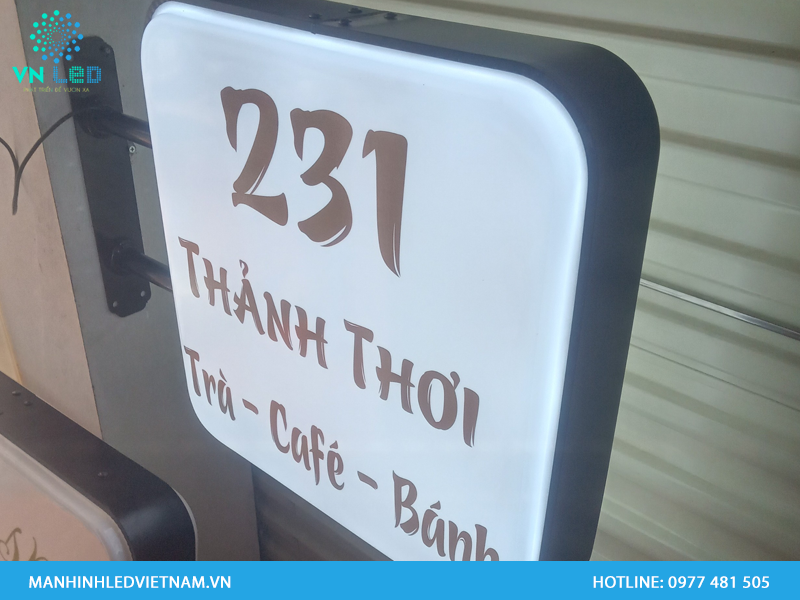 VN LED
231
THẢNH THƠI
Trà - Café - Bánh
MANHINHLEDVIETNAM.VN
HOTLINE: 0977 481 505